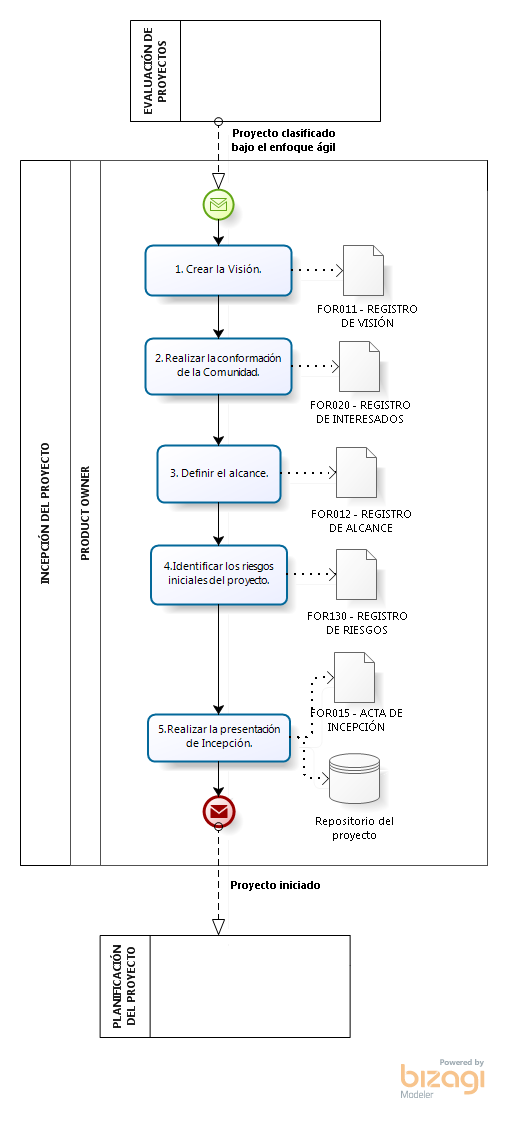 EVALUACIÓN DE
PROYECTOS
Proyecto clasificado
bajo el enfoque ágil
INCEPCIÓN DEL PROYECTO
PRODUCT OWNER
1. Crear la Visión.
FOR011 - REGISTRO
DE VISIÓN
2. Realizar la conformación
de la Comunidad.
FOR020 - REGISTRO
DE INTERESADOS
3. Definir el alcance.
FOR012 - REGISTRO
DE ALCANCE
4.Identificar los riesgos
iniciales del proyecto.
FOR130 - REGISTRO
DE RIESGOS
5.Realizar la presentación
de Incepción.
FOR015 - ACTA DE
INCEPCIÓN
Repositorio del
proyecto
Proyecto iniciado
PLANIFICACIÓN
DEL PROYECTO
Powered by
bizagi
Modeler